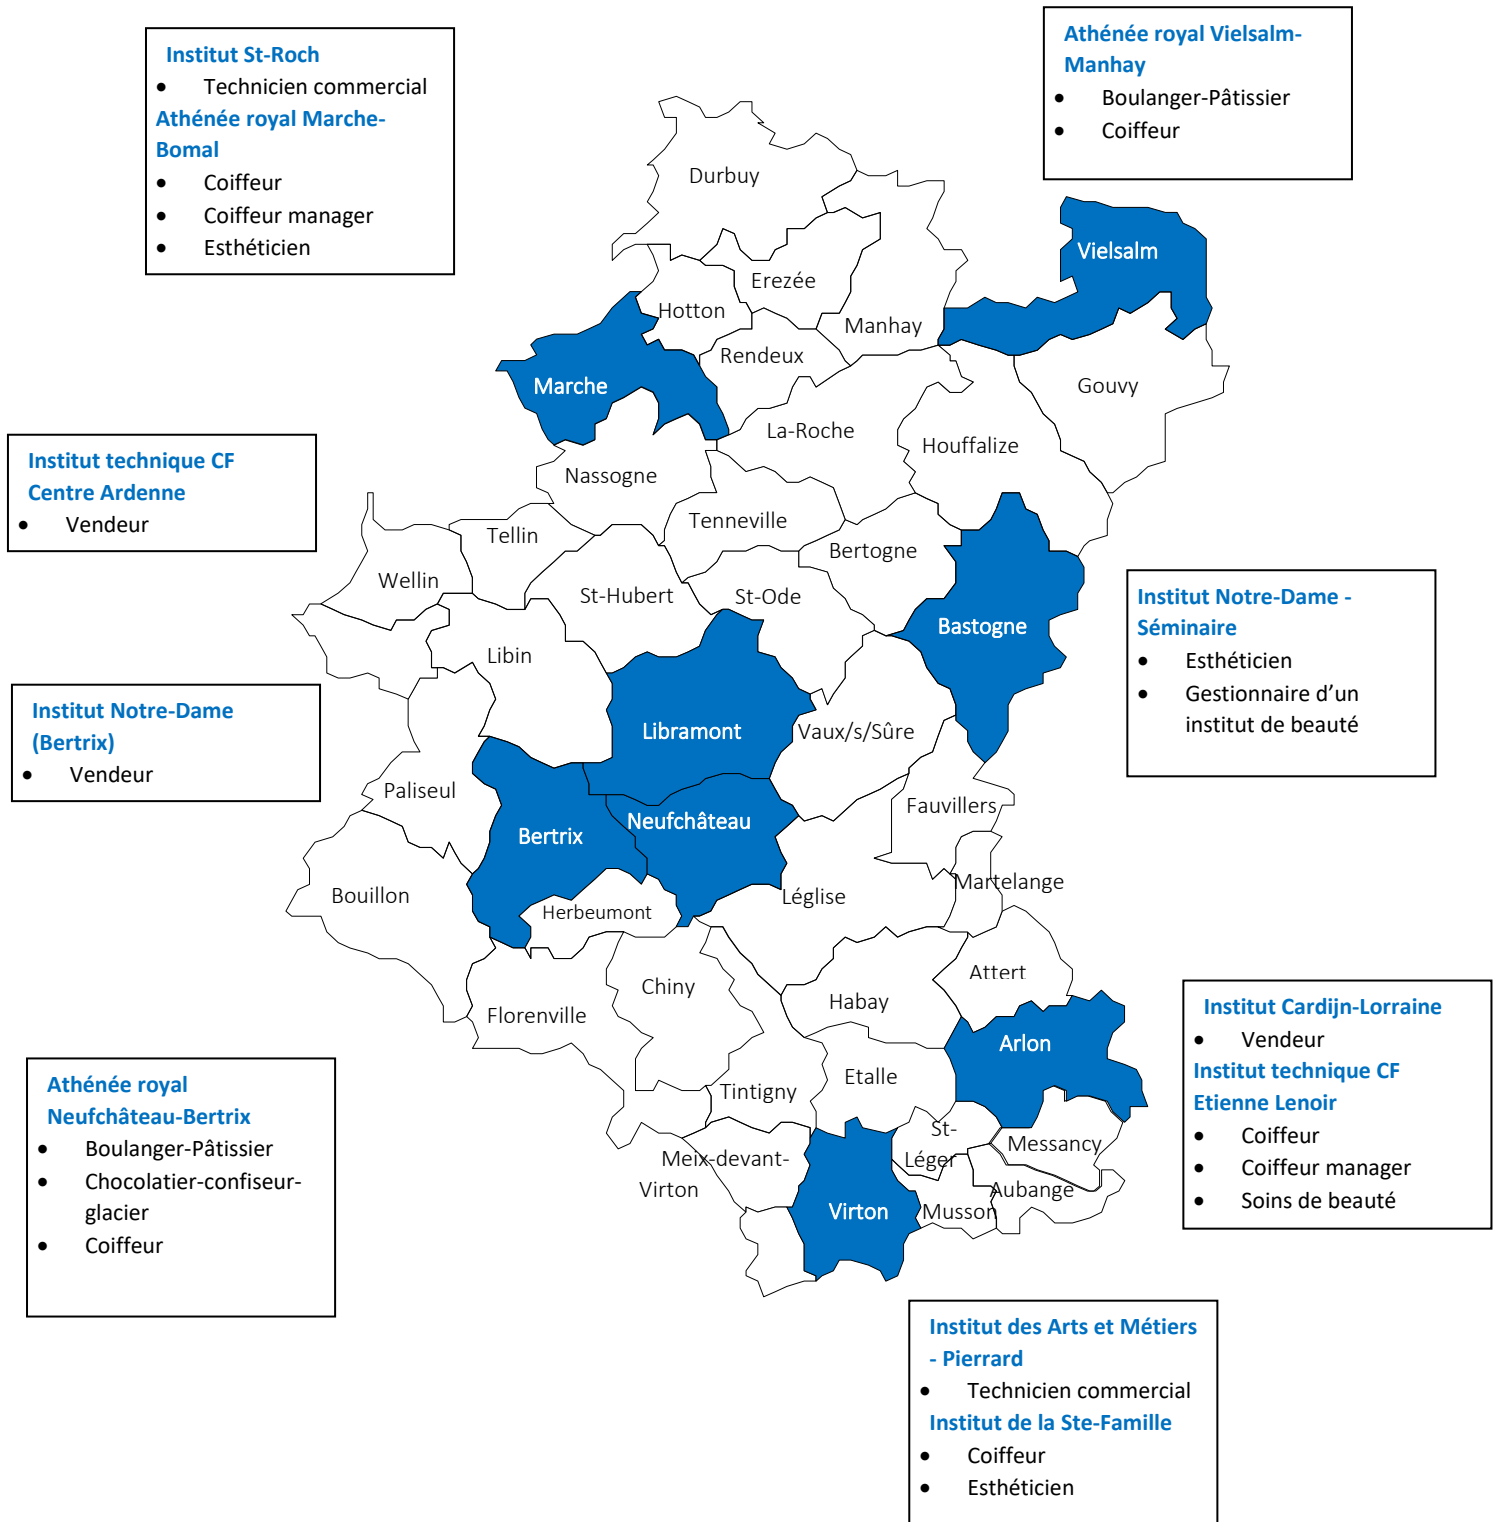 Institut St-Roch
• Technicien commercial
Athénée royal Marche-
Bomal
• Coiffeur
• Coiffeur manager
• Esthéticien
Athénée royal Vielsalm-
Manhay
• Boulanger-Pâtissier
• Coiffeur
Durbuy
Vielsalm
Erezée
Hotton
Manhay
Rendeux
Marche
Gouvy
La-Roche
Houffalize
Institut technique CF
Centre Ardenne
• Vendeur
Nassogne
Tenneville
Tellin
Bertogne
Wellin
St-Hubert
St-Ode
Bastogne
Institut Notre-Dame -
Séminaire
• Esthéticien
• Gestionnaire d’un
institut de beauté
Libin
Institut Notre-Dame
(Bertrix)
• Vendeur
Libramont
Vaux/s/Sûre
Paliseul
Fauvillers
Bertrix
Neufchâteau
Martelange
Bouillon
Léglise
Herbeumont
Attert
Chiny
Habay
Florenville
Arlon
Institut Cardijn-Lorraine
• Vendeur
Institut technique CF
Etienne Lenoir
• Coiffeur
• Coiffeur manager
• Soins de beauté
Athénée royal
Neufchâteau-Bertrix
• Boulanger-Pâtissier
• Chocolatier-confiseur-
glacier
• Coiffeur
Etalle
Tintigny
St-
Léger
Messancy
Meix-devant-
Virton
Aubange
Virton
Musson
Institut des Arts et Métiers
- Pierrard
• Technicien commercial
Institut de la Ste-Famille
• Coiffeur
• Esthéticien